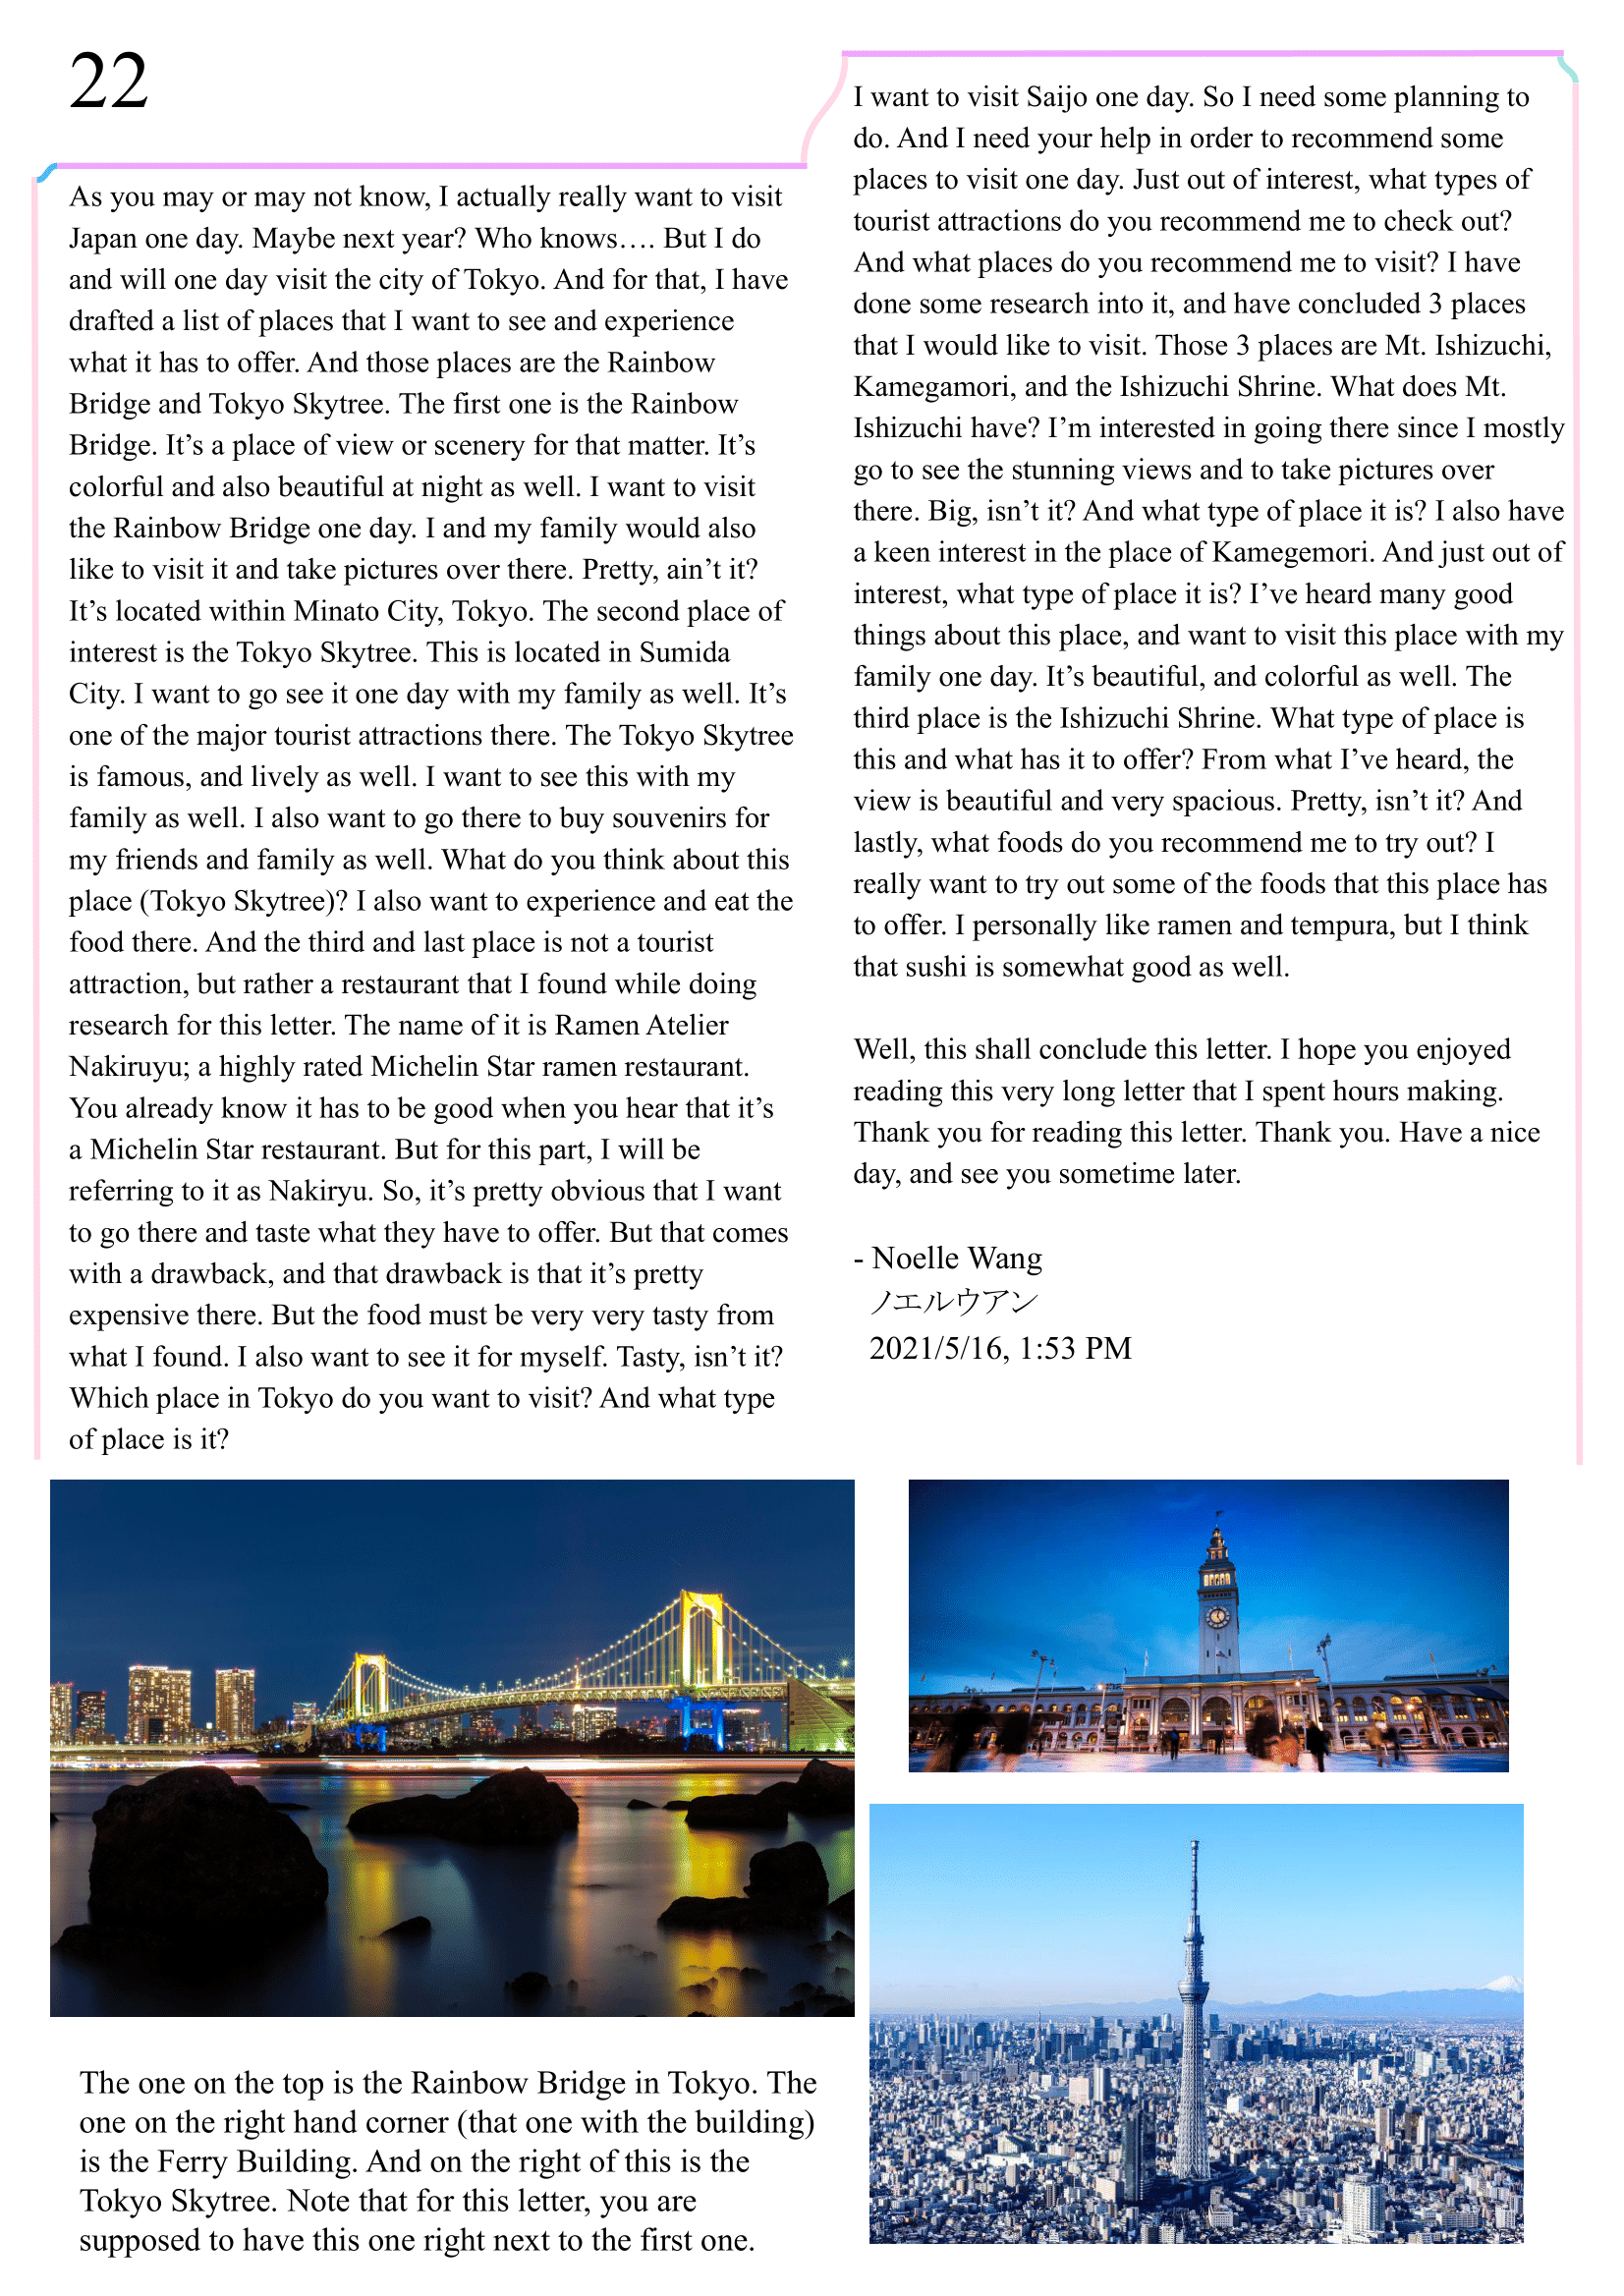 22
As you may or may not know, I actually really want to visit
Japan one day. Maybe next year? Who knows…. But I do
and will one day visit the city of Tokyo. And for that, I have
drafted a list of places that I want to see and experience
what it has to offer. And those places are the Rainbow
Bridge and Tokyo Skytree. The first one is the Rainbow
Bridge. It’s a place of view or scenery for that matter. It’s
colorful and also beautiful at night as well. I want to visit
the Rainbow Bridge one day. I and my family would also
like to visit it and take pictures over there. Pretty, ain’t it?
It’s located within Minato City, Tokyo. The second place of
interest is the Tokyo Skytree. This is located in Sumida
City. I want to go see it one day with my family as well. It’s
one of the major tourist attractions there. The Tokyo Skytree
is famous, and lively as well. I want to see this with my
family as well. I also want to go there to buy souvenirs for
my friends and family as well. What do you think about this
place (Tokyo Skytree)? I also want to experience and eat the
food there. And the third and last place is not a tourist
attraction, but rather a restaurant that I found while doing
research for this letter. The name of it is Ramen Atelier
Nakiruyu; a highly rated Michelin Star ramen restaurant.
You already know it has to be good when you hear that it’s
a Michelin Star restaurant. But for this part, I will be
referring to it as Nakiryu. So, it’s pretty obvious that I want
to go there and taste what they have to offer. But that comes
with a drawback, and that drawback is that it’s pretty
expensive there. But the food must be very very tasty from
what I found. I also want to see it for myself. Tasty, isn’t it?
Which place in Tokyo do you want to visit? And what type
of place is it?
I want to visit Saijo one day. So I need some planning to
do. And I need your help in order to recommend some
places to visit one day. Just out of interest, what types of
tourist attractions do you recommend me to check out?
And what places do you recommend me to visit? I have
done some research into it, and have concluded 3 places
that I would like to visit. Those 3 places are Mt. Ishizuchi,
Kamegamori, and the Ishizuchi Shrine. What does Mt.
Ishizuchi have? I’m interested in going there since I mostly
go to see the stunning views and to take pictures over
there. Big, isn’t it? And what type of place it is? I also have
a keen interest in the place of Kamegemori. And just out of
interest, what type of place it is? I’ve heard many good
things about this place, and want to visit this place with my
family one day. It’s beautiful, and colorful as well. The
third place is the Ishizuchi Shrine. What type of place is
this and what has it to offer? From what I’ve heard, the
view is beautiful and very spacious. Pretty, isn’t it? And
lastly, what foods do you recommend me to try out? I
really want to try out some of the foods that this place has
to offer. I personally like ramen and tempura, but I think
that sushi is somewhat good as well.
Well, this shall conclude this letter. I hope you enjoyed
reading this very long letter that I spent hours making.
Thank you for reading this letter. Thank you. Have a nice
day, and see you sometime later.
- Noelle Wang
ノエルウアン
2021/5/16, 1:53 PM
The one on the top is the Rainbow Bridge in Tokyo. The
one on the right hand corner (that one with the building)
is the Ferry Building. And on the right of this is the
Tokyo Skytree. Note that for this letter, you are
supposed to have this one right next to the first one.